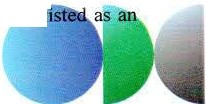 isted as an